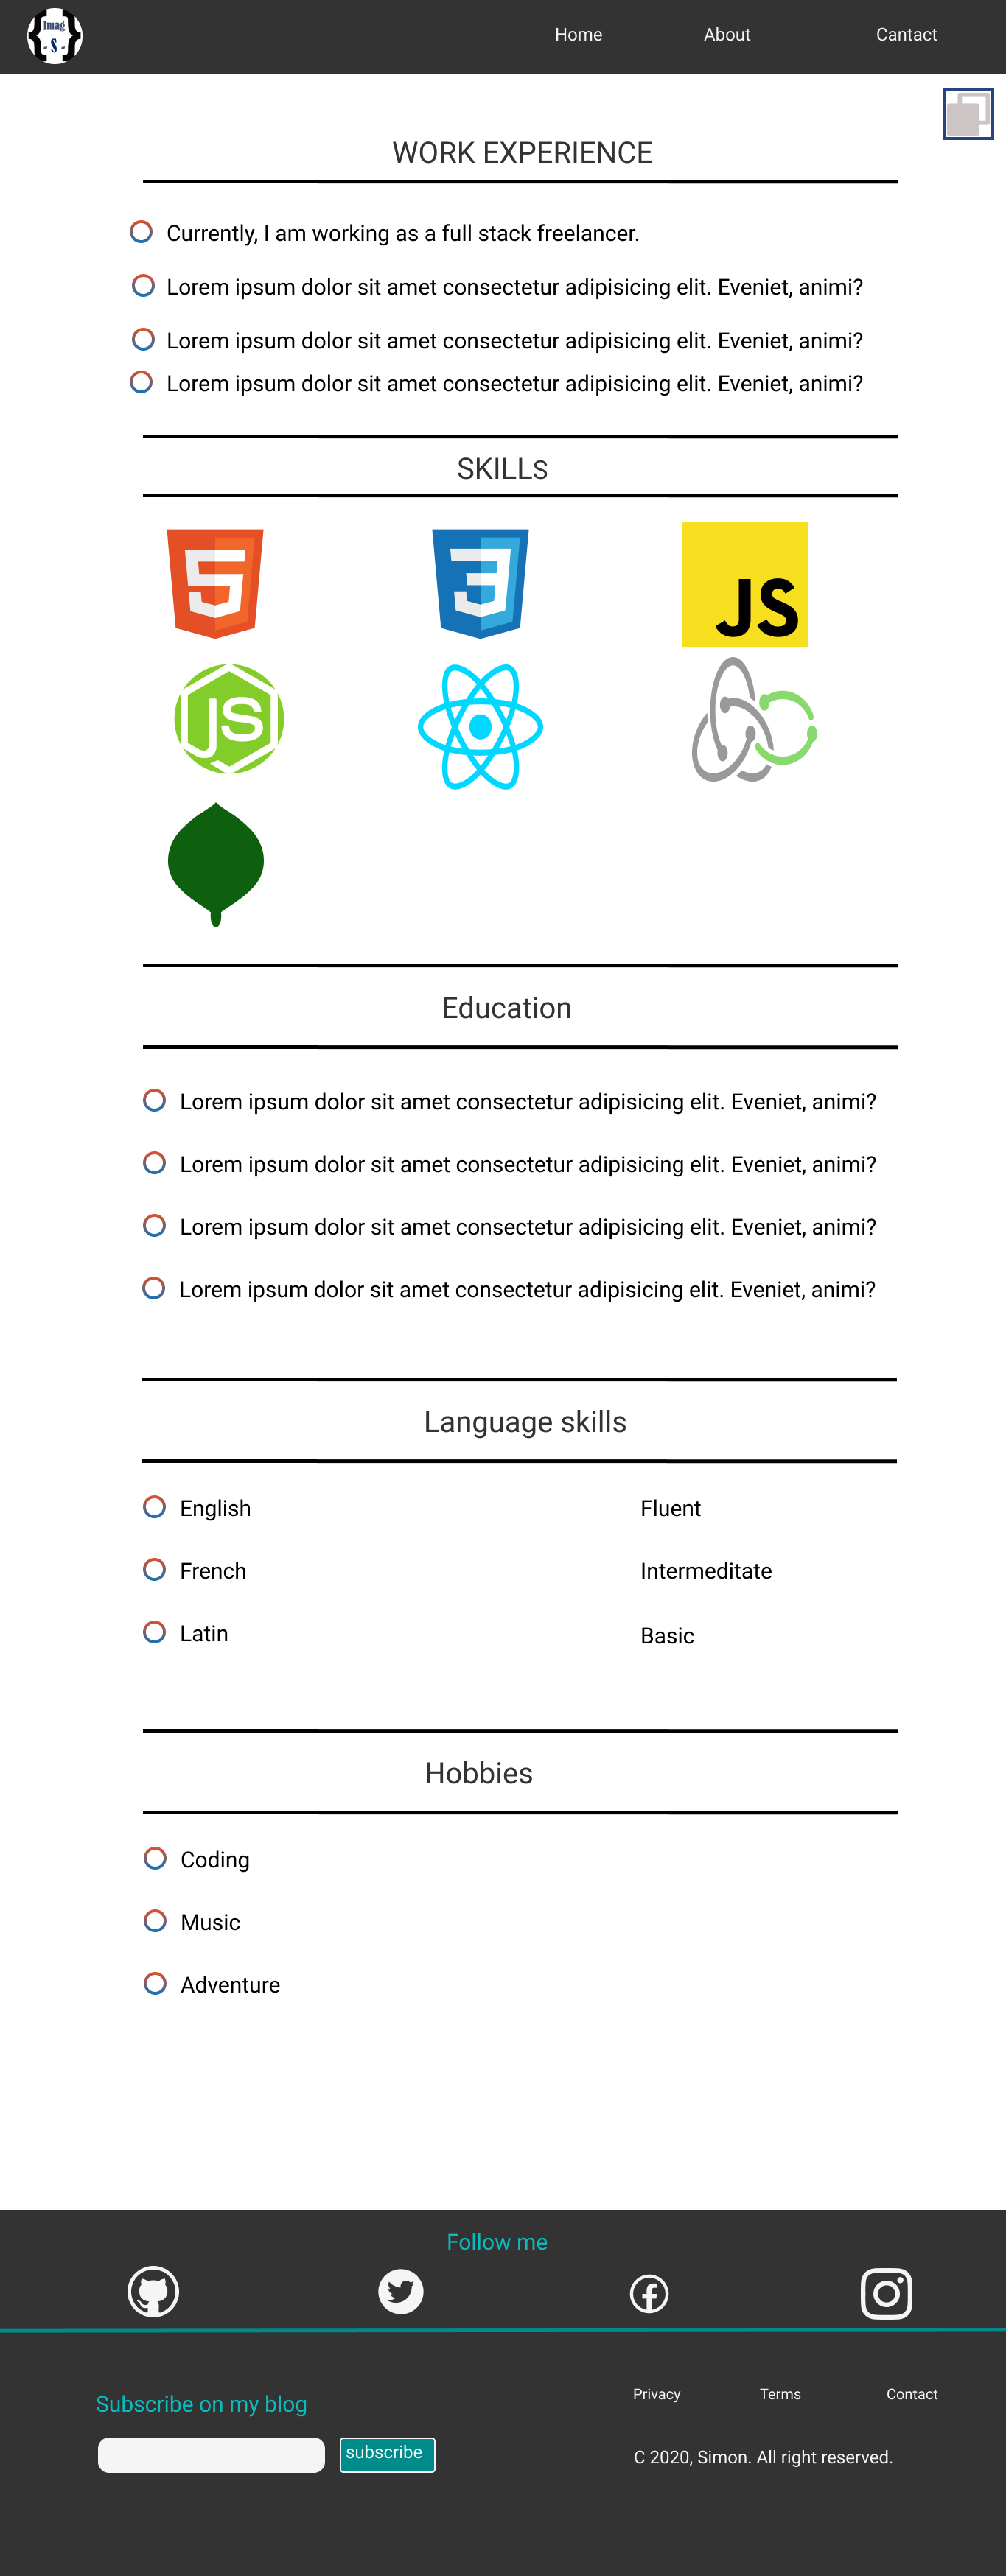 Imag
- S -
Home About Cantact
WORK EXPERIENCE
Currently, I am working as a full stack freelancer.
Lorem ipsum dolor sit amet consectetur adipisicing elit. Eveniet, animi?
Lorem ipsum dolor sit amet consectetur adipisicing elit. Eveniet, animi?
Lorem ipsum dolor sit amet consectetur adipisicing elit. Eveniet, animi?
SKILLS
5 3 JS
JS
Education
Lorem ipsum dolor sit amet consectetur adipisicing elit. Eveniet, animi?
Lorem ipsum dolor sit amet consectetur adipisicing elit. Eveniet, animi?
Lorem ipsum dolor sit amet consectetur adipisicing elit. Eveniet, animi?
Lorem ipsum dolor sit amet consectetur adipisicing elit. Eveniet, animi?
Language skills
English Fluent
French Intermeditate
Latin Basic
Hobbies
Coding
Music
Adventure
Follow me
Subscribe on my blog
subscribe
Privacy Terms Contact
C 2020, Simon. All right reserved.